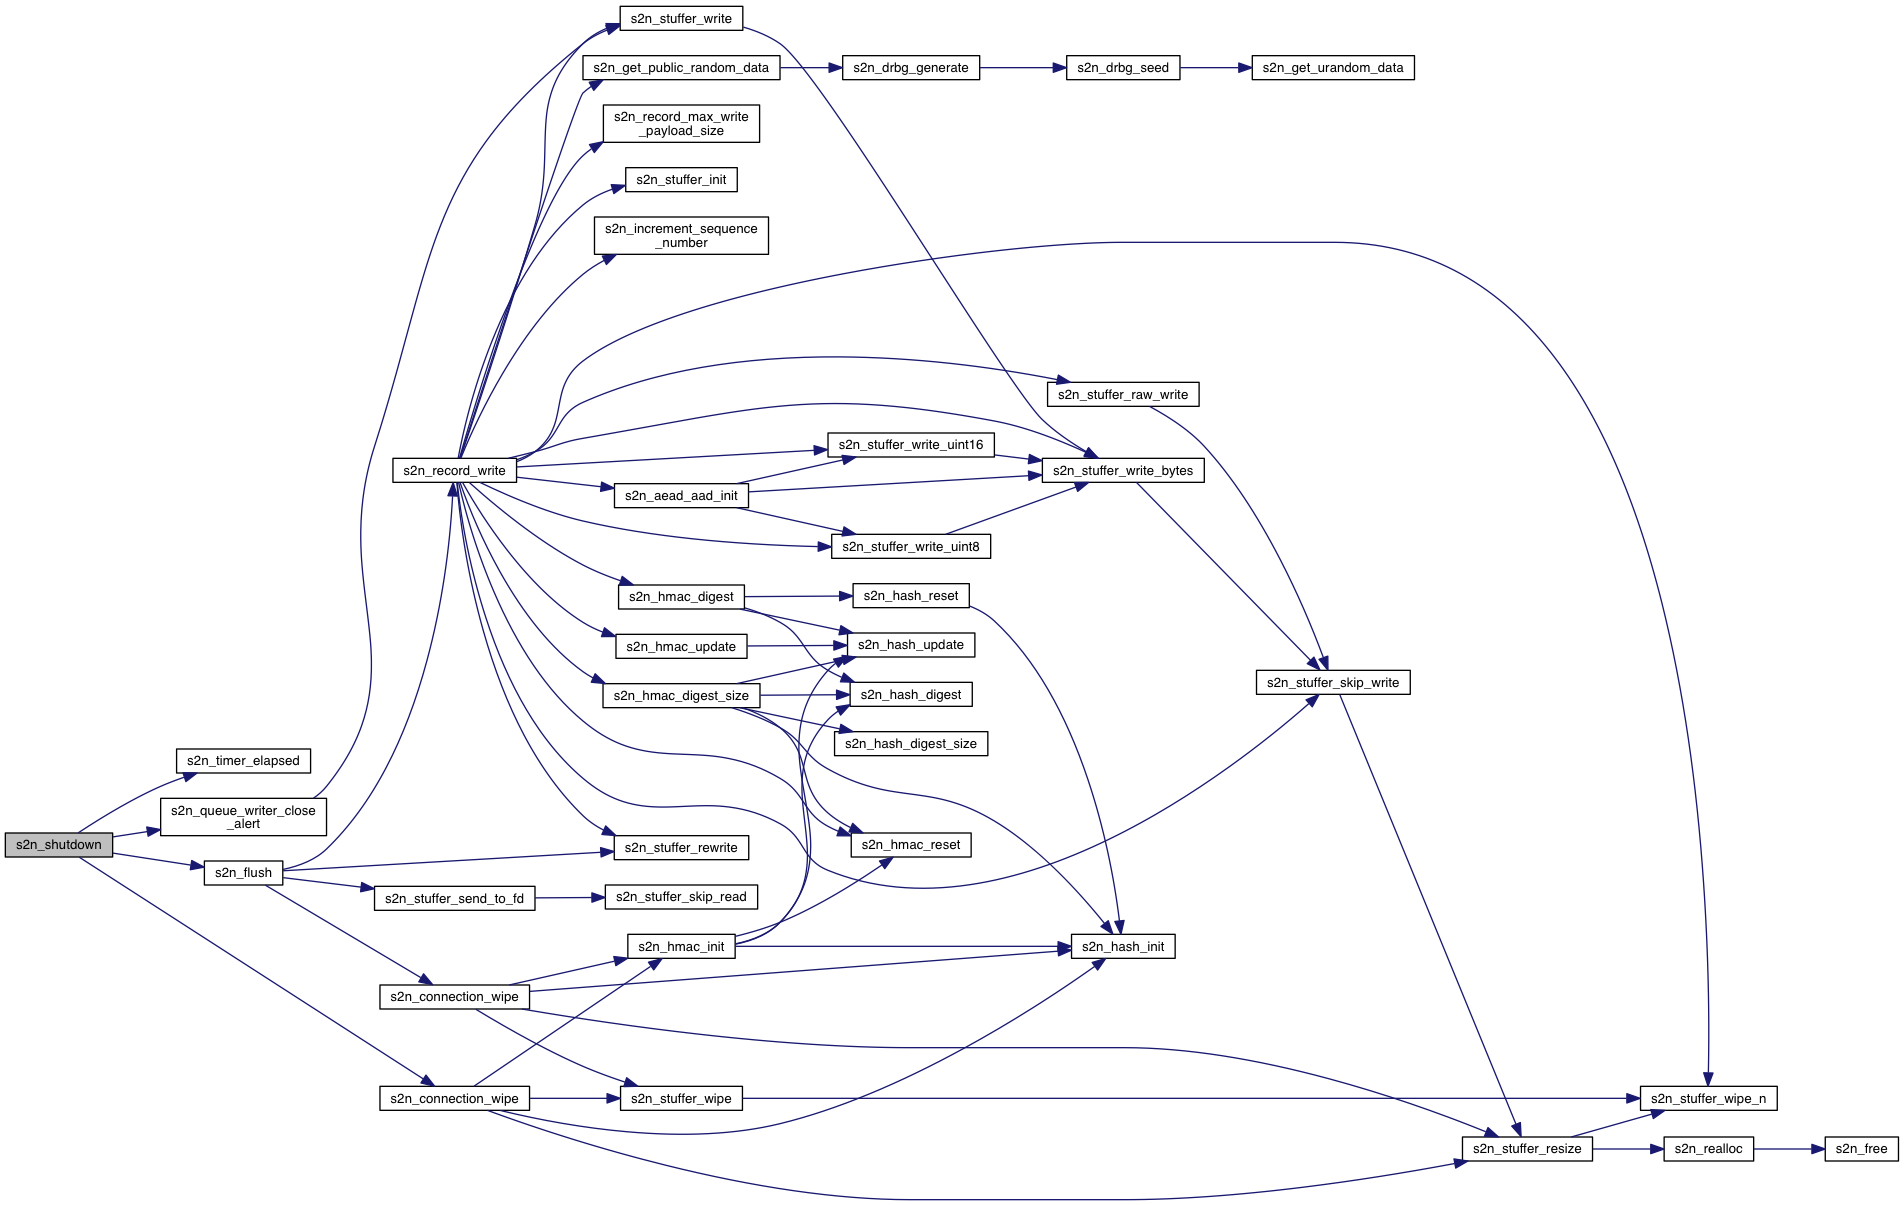 s2n_stuffer_write
s2n_get_public_random_data
s2n_drbg_generate
s2n_drbg_seed
s2n_get_urandom_data
s2n_record_max_write
_payload_size
s2n_stuffer_init
s2n_increment_sequence
_number
s2n_stuffer_raw_write
s2n_stuffer_write_uint16
s2n_record_write
s2n_stuffer_write_bytes
s2n_aead_aad_init
s2n_stuffer_write_uint8
s2n_hmac_digest
s2n_hash_reset
s2n_hmac_update
s2n_hash_update
s2n_stuffer_skip_write
s2n_hmac_digest_size
s2n_hash_digest
s2n_hash_digest_size
s2n_timer_elapsed
s2n_queue_writer_close
_alert
s2n_shutdown
s2n_stuffer_rewrite
s2n_hmac_reset
s2n_flush
s2n_stuffer_send_to_fd
s2n_stuffer_skip_read
s2n_hmac_init
s2n_hash_init
s2n_connection_wipe
s2n_connection_wipe
s2n_stuffer_wipe
s2n_stuffer_wipe_n
s2n_stuffer_resize
s2n_realloc
s2n_free